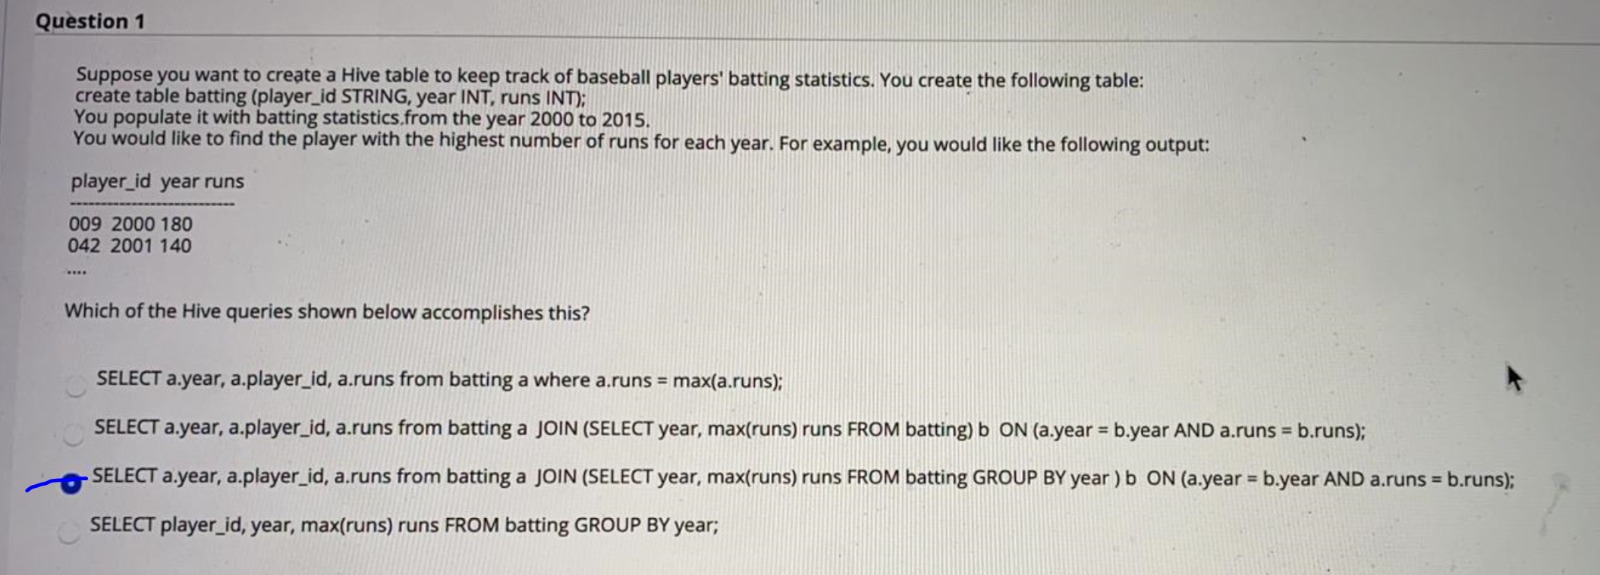 Question 1
Suppose you want to create a Hive table to keep track of baseball players' batting statistics. You create the following table:
create table batting (player_id STRING, year INT, runs INT);
You populate it with batting statistics from the year 2000 to 2015.
You would like to find the player with the highest number of runs for each year. For example, you would like the following output:
player_id year runs
---------------------------
009 2000 180
042 2001 140
....
Which of the Hive queries shown below accomplishes this?
SELECT a.year, a.player_id, a.runs from batting a where a.runs = max(a.runs);
SELECT a.year, a.player_id, a.runs from batting a JOIN (SELECT year, max(runs) runs FROM batting) b ON (a.year = b.year AND a.runs = b.runs);
SELECT a.year, a.player_id, a.runs from batting a JOIN (SELECT year, max(runs) runs FROM batting GROUP BY year ) b ON (a.year = b.year AND a.runs = b.runs);
SELECT player_id, year, max(runs) runs FROM batting GROUP BY year;